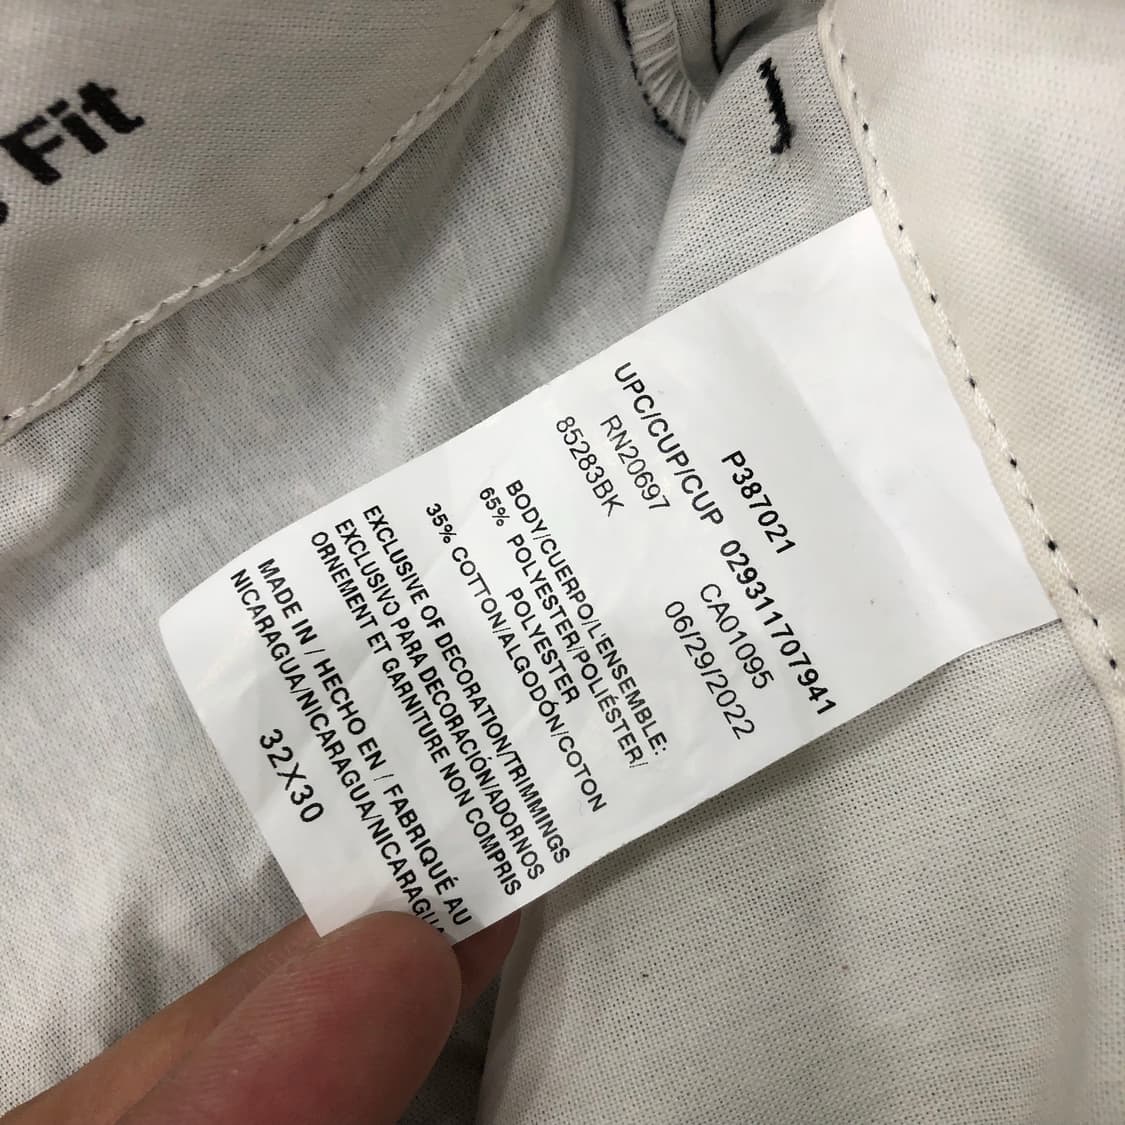 Fit
P387021
UPC/CUP/CUP 029311707941
RN20697 CA01095
85283BK 06/29/2022
BODY/CUERPO/L'ENSEMBLE:
65% POLYESTER/POLIÉSTER/
POLYESTER
35% COTTON/ALGODÓN/COTON
EXCLUSIVE OF DECORATION/TRIMMINGS
EXCLUSIVO PARA DECORACIÓN/ADORNOS
ORNEMENT ET GARNITURE NON COMPRIS
MADE IN / HECHO EN / FABRIQUÉ AU
NICARAGUA/NICARAGUA/NICARAGUA
32X30